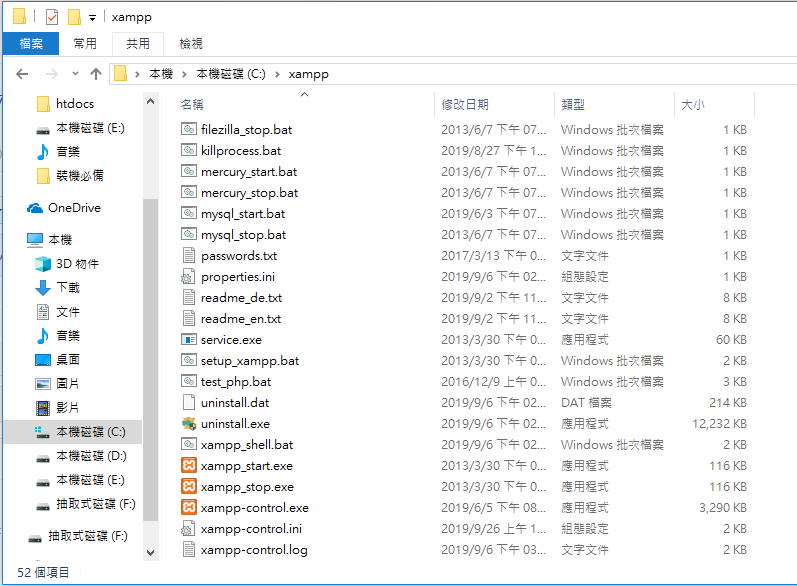 xampp
檔案 常用 共用 檢視
本機 本機磁碟 (C:) xampp
名稱 修改日期 類型 大小
htdocs
本機磁碟 (E:)
音樂
裝機必備
OneDrive
本機
3D 物件
下載
文件
音樂
桌面
圖片
影片
本機磁碟 (C:)
本機磁碟 (D:)
本機磁碟 (E:)
抽取式磁碟 (F:)
抽取式磁碟 (F:)
filezilla_stop.bat 2013/6/7 下午 07... Windows 批次檔案 1 KB
killprocess.bat 2019/8/27 下午 1... Windows 批次檔案 1 KB
mercury_start.bat 2013/6/7 下午 07... Windows 批次檔案 1 KB
mercury_stop.bat 2013/6/7 下午 07... Windows 批次檔案 1 KB
mysql_start.bat 2019/6/3 下午 07... Windows 批次檔案 1 KB
mysql_stop.bat 2013/6/7 下午 07... Windows 批次檔案 1 KB
passwords.txt 2017/3/13 下午 0... 文字文件 1 KB
properties.ini 2019/9/6 下午 02... 組態設定 1 KB
readme_de.txt 2019/9/2 下午 11... 文字文件 8 KB
readme_en.txt 2019/9/2 下午 11... 文字文件 8 KB
service.exe 2013/3/30 下午 0... 應用程式 60 KB
setup_xampp.bat 2013/3/30 下午 0... Windows 批次檔案 2 KB
test_php.bat 2016/12/9 上午 0... Windows 批次檔案 3 KB
uninstall.dat 2019/9/6 下午 02... DAT 檔案 214 KB
uninstall.exe 2019/9/6 下午 02... 應用程式 12,232 KB
xampp_shell.bat 2019/9/6 下午 02... Windows 批次檔案 2 KB
xampp_start.exe 2013/3/30 下午 0... 應用程式 116 KB
xampp_stop.exe 2013/3/30 下午 0... 應用程式 116 KB
xampp-control.exe 2019/6/5 下午 08... 應用程式 3,290 KB
xampp-control.ini 2019/9/26 上午 1... 組態設定 2 KB
xampp-control.log 2019/9/6 下午 03... 文字文件 2 KB
52 個項目